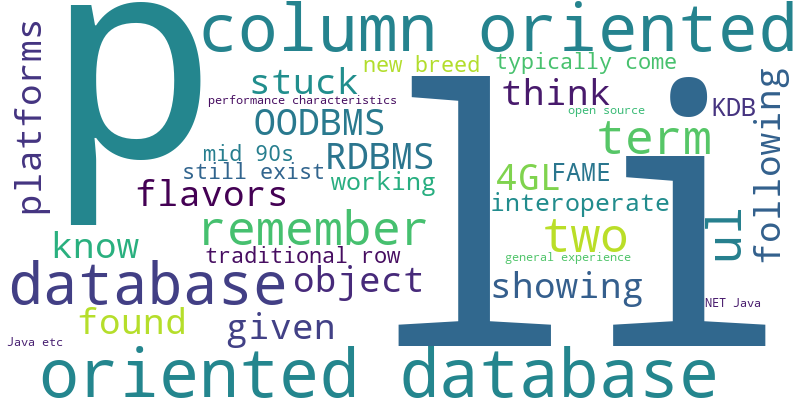 p
column oriented
new breed
typically come
platforms
stuck
performance characteristics
think
open source
KDB
following
OODBMS
term
mid 90s
RDBMS
still exist
working
4GL
FAME
flavors
interoperate
li
remember
two
ul
know
traditional row
general experience
database
object
showing
NET Java
found
given
Java etc
oriented database